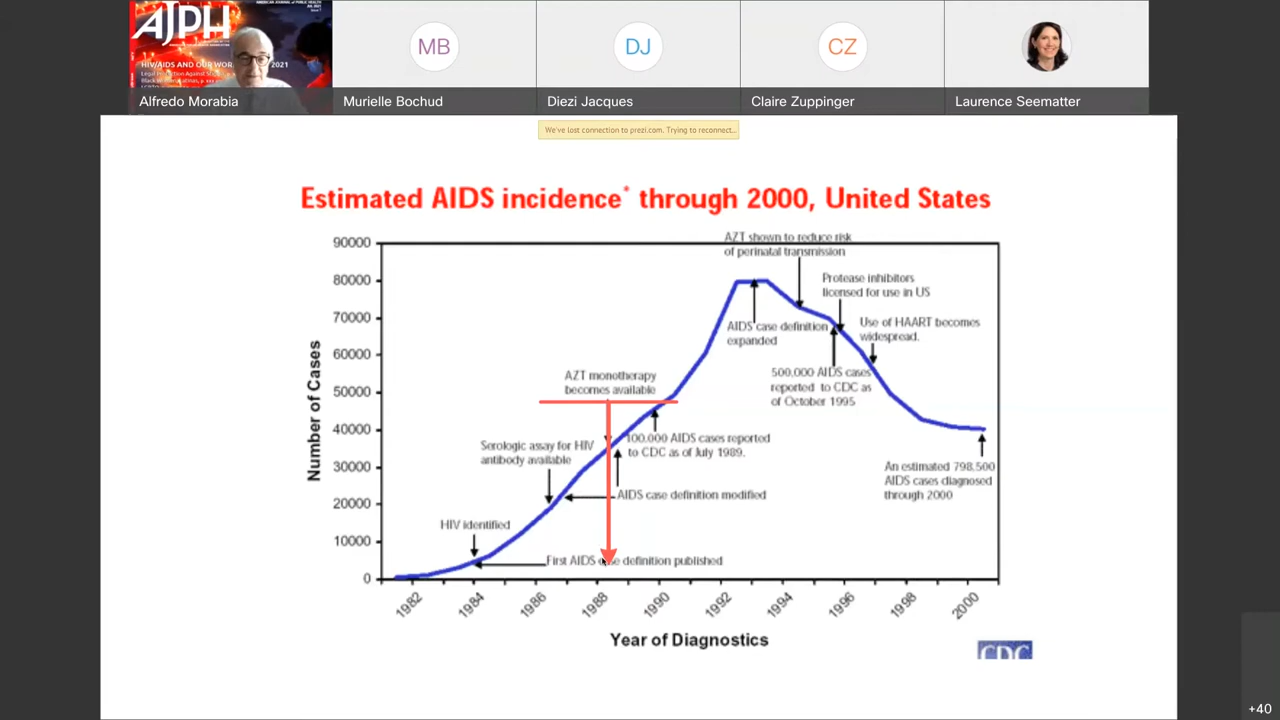 AMERICAN JOURNAL OF PUBLIC HEALTH
AJPH
HIV/AIDS AND OUR WOR
2021
Alfredo Morabia
MB
Murielle Bochud
DJ
Diezi Jacques
CZ
Claire Zuppinger
Laurence Seematter
We've lost connection to prezi.com. Trying to reconnect...
Estimated AIDS incidence* through 2000, United States
Number of Cases
90000
80000
70000
60000
50000
40000
30000
20000
10000
0
AZT shown to reduce risk
of perinatal transmission
Protease inhibitors
licensed for use in US
Use of HAART becomes
widespread.
AIDS case definition
expanded
500,000 AIDS cases
reported to CDC as
of October 1995
AZT monotherapy
becomes available
100,000 AIDS cases reported
to CDC as of July 1989.
Serologic assay for HIV
antibody available
An estimated 798,500
AIDS cases diagnosed
through 2000
AIDS case definition modified
HIV identified
First AIDS case definition published
1982
1984
1986
1988
1990
1992
1994
1996
1998
2000
Year of Diagnostics
CDC
+40